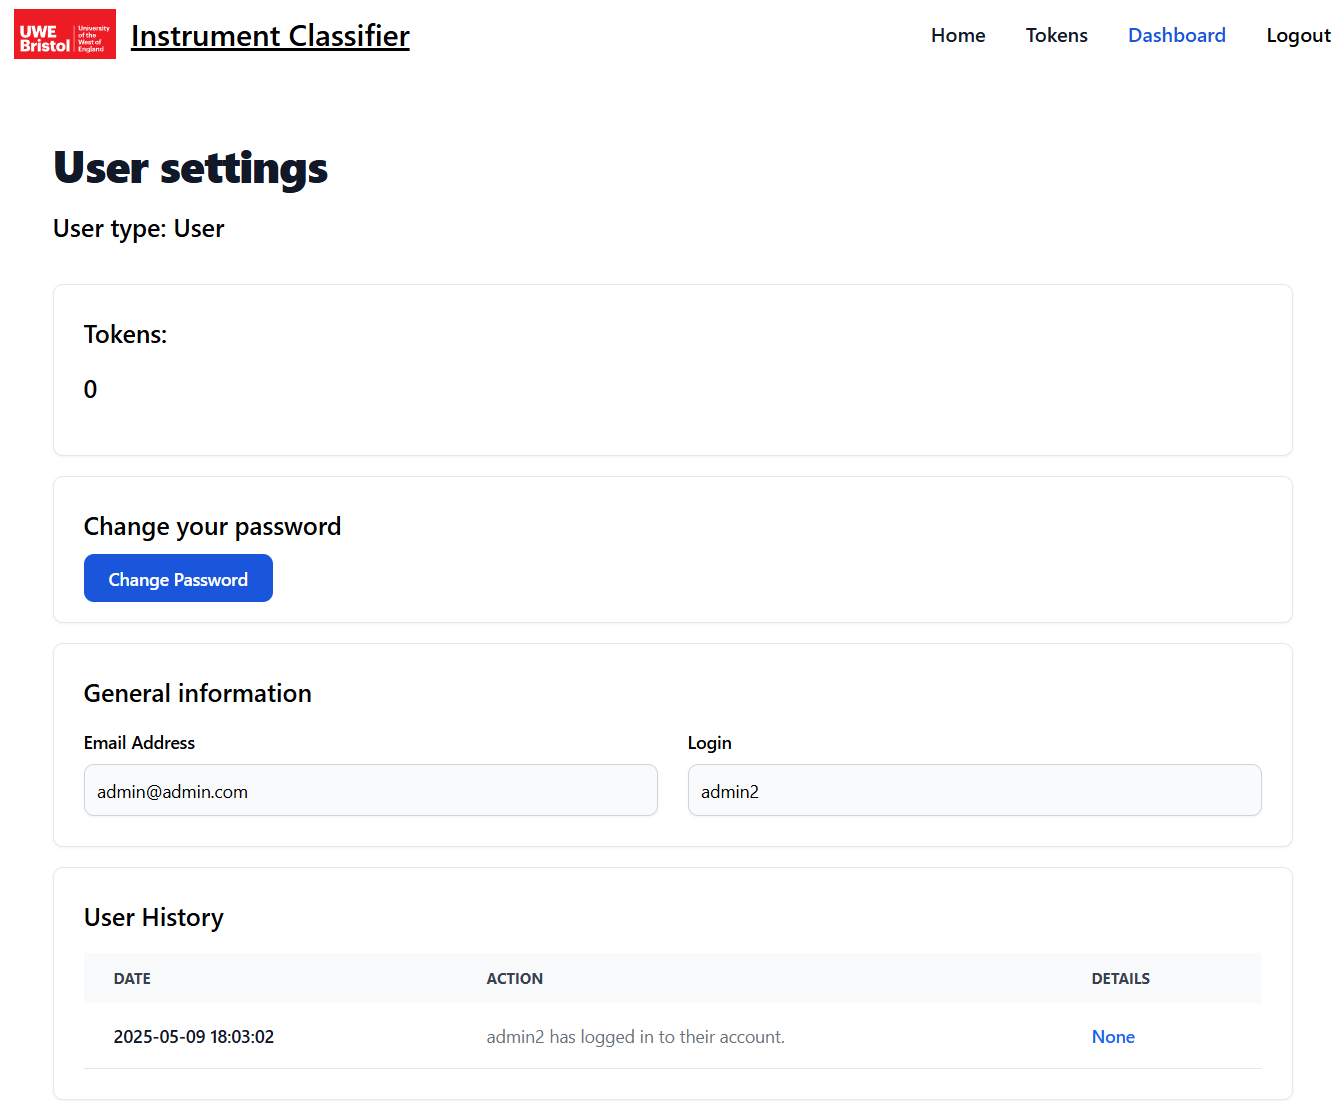 UWE Bristol University of the West of England
Instrument Classifier
Home Tokens Dashboard Logout
User settings
User type: User
Tokens:
0
Change your password
Change Password
General information
Email Address Login
admin@admin.com admin2
User History
DATE ACTION DETAILS
2025-05-09 18:03:02 admin2 has logged in to their account. None